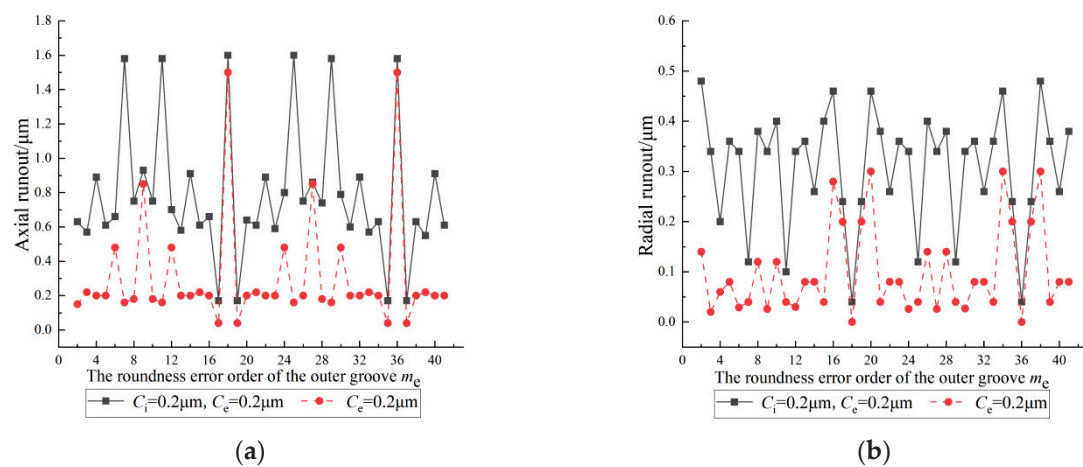 Axial runout/μm
1.8
1.6
1.4
1.2
1.0
0.8
0.6
0.4
0.2
0.0
0 4 8 12 16 20 24 28 32 36 40
The roundness error order of the outer groove me
Ci=0.2μm, Ce=0.2μm Ce=0.2μm
(a)
Radial runout/μm
0.6
0.5
0.4
0.3
0.2
0.1
0.0
0 4 8 12 16 20 24 28 32 36 40
The roundness error order of the outer groove me
Ci=0.2μm, Ce=0.2μm Ce=0.2μm
(b)